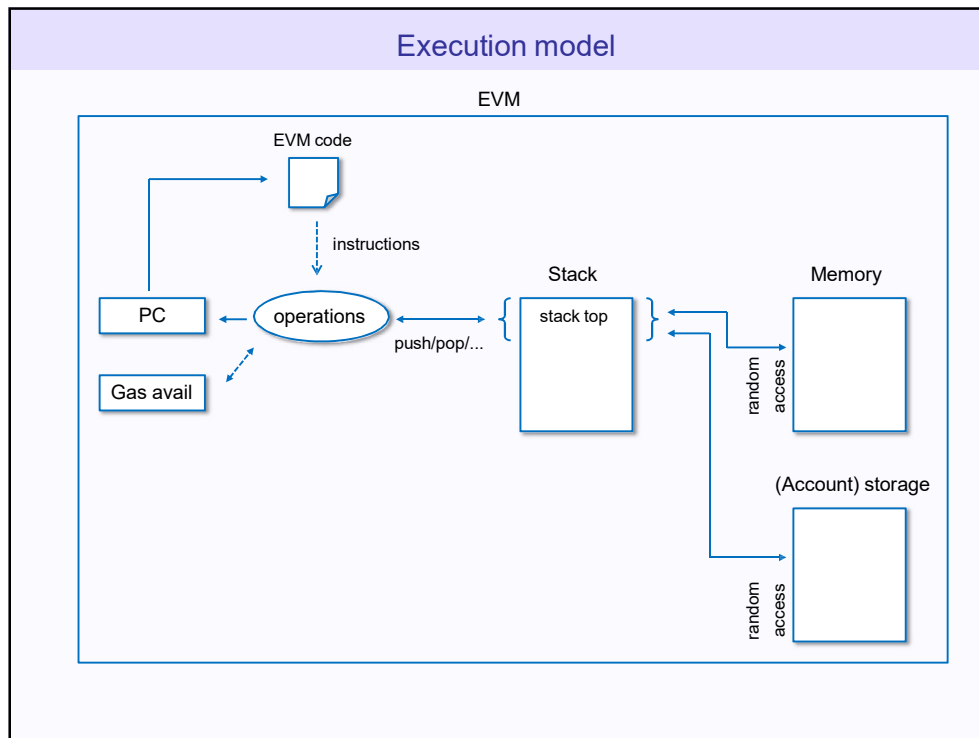 Execution model
EVM
EVM code
instructions
Stack
Memory
PC
operations
stack top
push/pop/...
random
access
Gas avail
(Account) storage
random
access